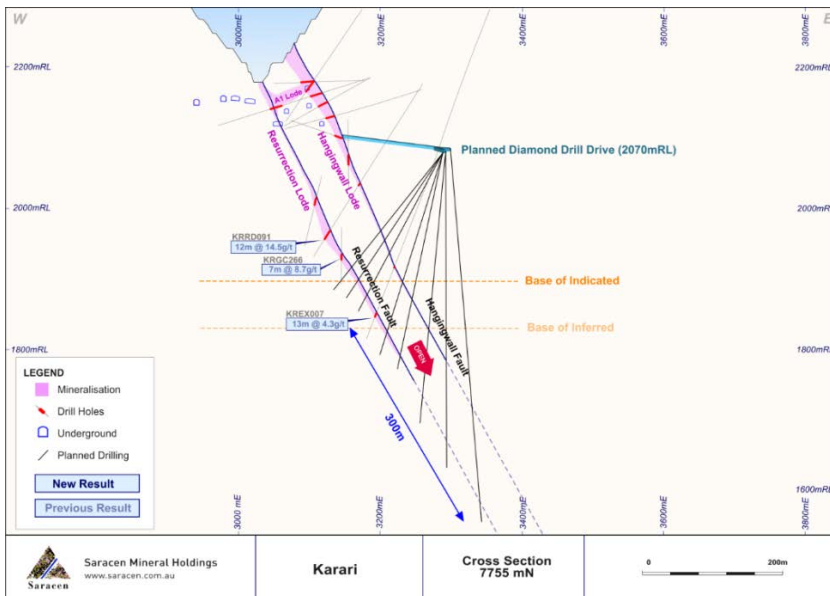 W
E
3000mE
3200mE
3400mE
3600mE
3800mE
2200mRL
2200mRL
A1 Lode
Resurrection Lode
Hangingwall Lode
Planned Diamond Drill Drive (2070mRL)
2000mRL
2000mRL
KRRD091
12m @ 14.5g/t
KRGC266
7m @ 8.7g/t
Resurrection Fault
Hangingwall Fault
Base of Indicated
KREX007
13m @ 4.3g/t
Base of Inferred
1800mRL
1800mRL
OPEN
300m
LEGEND
Mineralisation
Drill Holes
Underground
Planned Drilling
New Result
Previous Result
1600mRL
3000 mE
3200mE
3400mE
3600mE
3800mE
Saracen
Saracen Mineral Holdings
www.saracen.com.au
Karari
Cross Section
7755 mN
0
200m